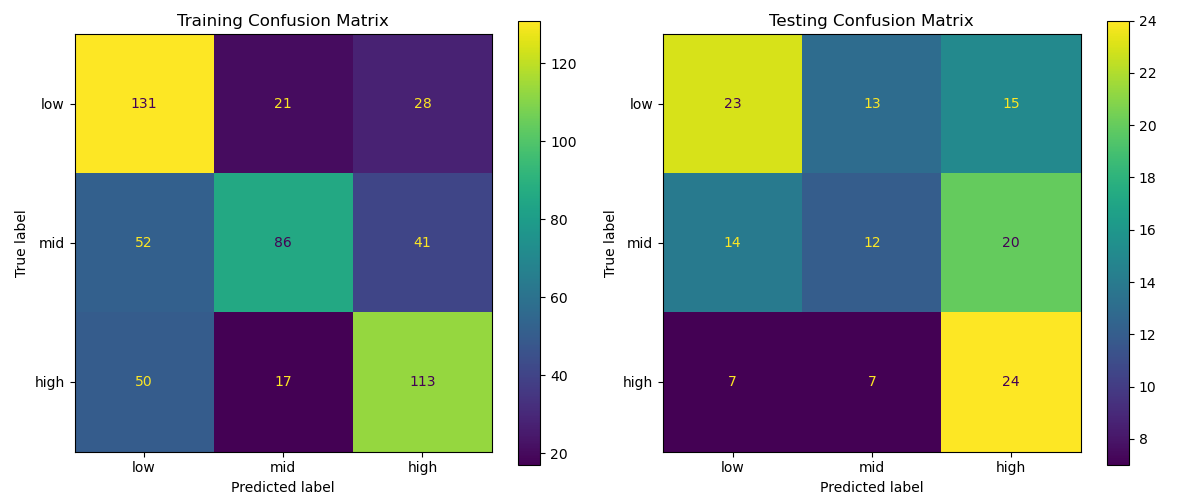 Training Confusion Matrix
True label
low
mid
high
131 21 28
52 86 41
50 17 113
low mid high
Predicted label
120
100
80
60
40
20
Testing Confusion Matrix
True label
low
mid
high
23 13 15
14 12 20
7 7 24
low mid high
Predicted label
24
22
20
18
16
14
12
10
8